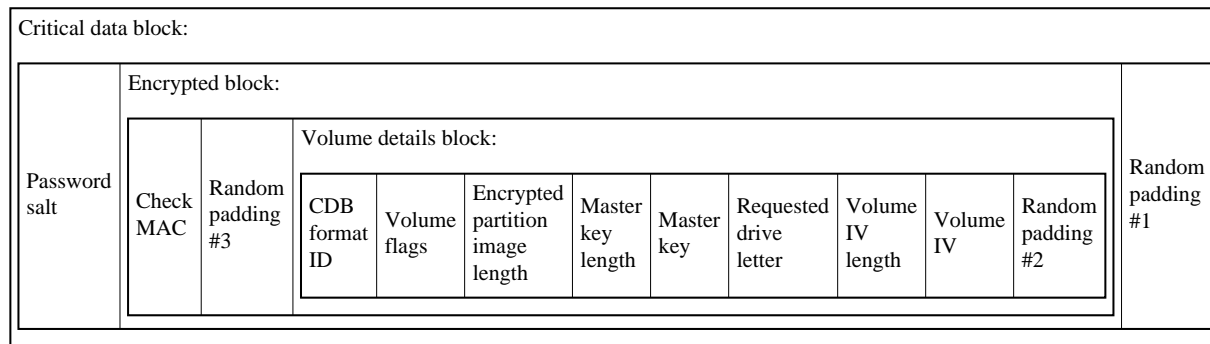 Critical data block:
Password
salt
Encrypted block:
Check
MAC
Random
padding
#3
Volume details block:
CDB
format
ID
Volume
flags
Encrypted
partition
image
length
Master
key
length
Master
key
Requested
drive
letter
Volume
IV
length
Volume
IV
Random
padding
#2
Random
padding
#1